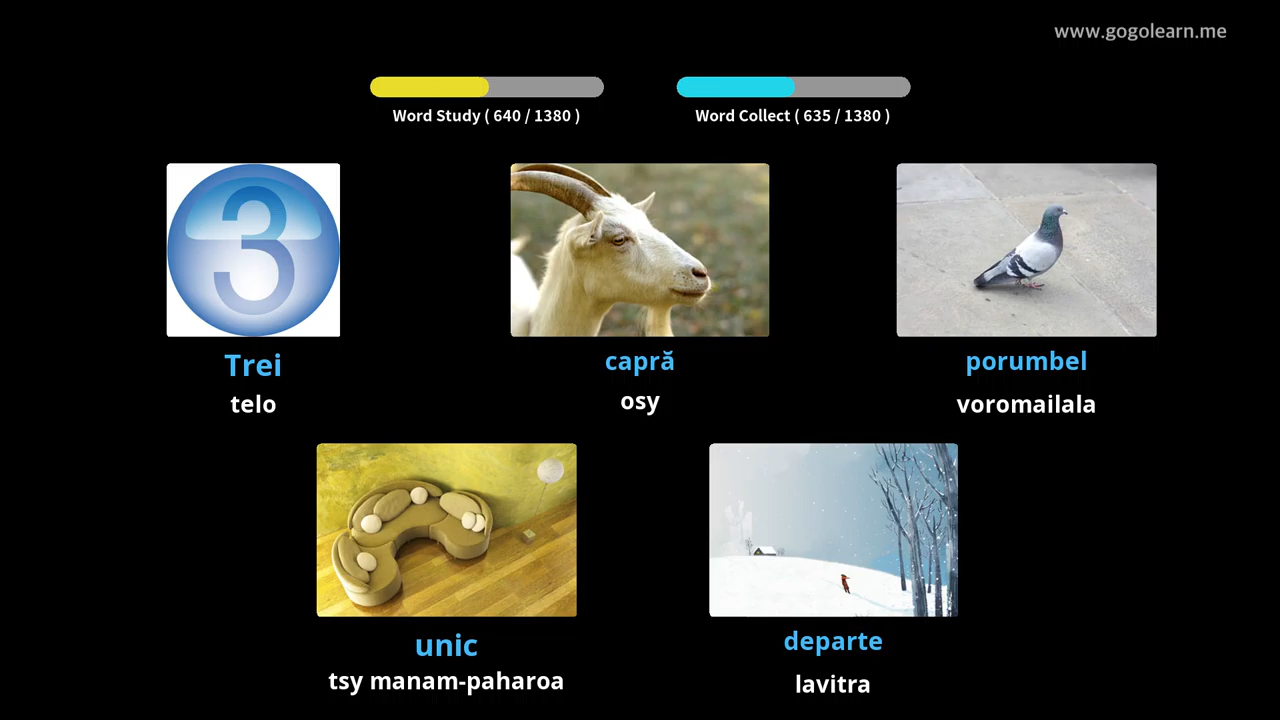 www.gogolearn.me
Word Study ( 640 / 1380 )
Word Collect ( 635 / 1380 )
3
Trei
telo
capră
osy
porumbel
voromailala
unic
tsy manam-paharoa
departe
lavitra